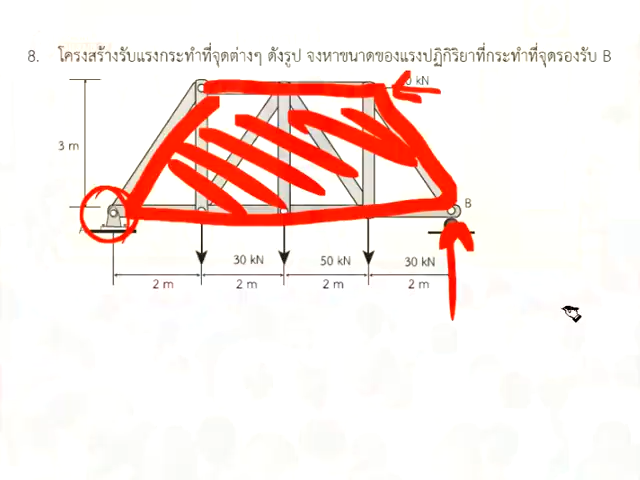 8. โครงสร้างรับแรงกระทำที่จุดต่างๆ ดังรูป จงหาขนาดของแรงปฏิกิริยาที่กระทำที่จุดรองรับ B
kN
3 m
B
30 kN 50 kN 30 kN
2 m 2 m 2 m 2 m